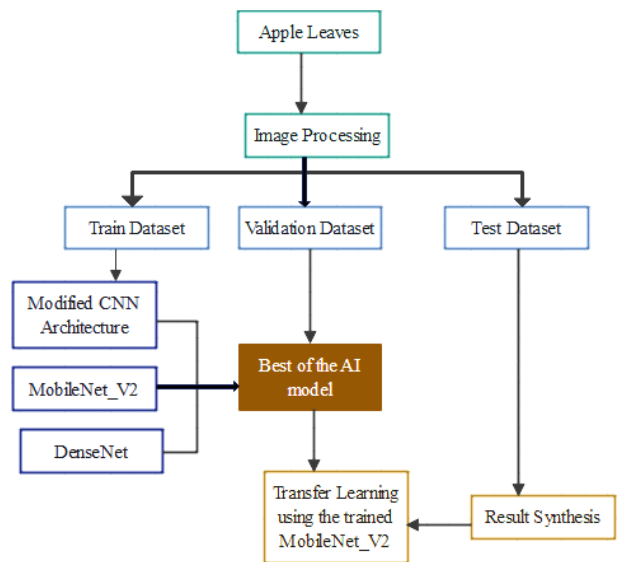 Apple Leaves
Image Processing
Train Dataset
Validation Dataset
Test Dataset
Modified CNN
Architecture
MobileNet_V2
DenseNet
Best of the AI
model
Transfer Learning
using the trained
MobileNet_V2
Result Synthesis